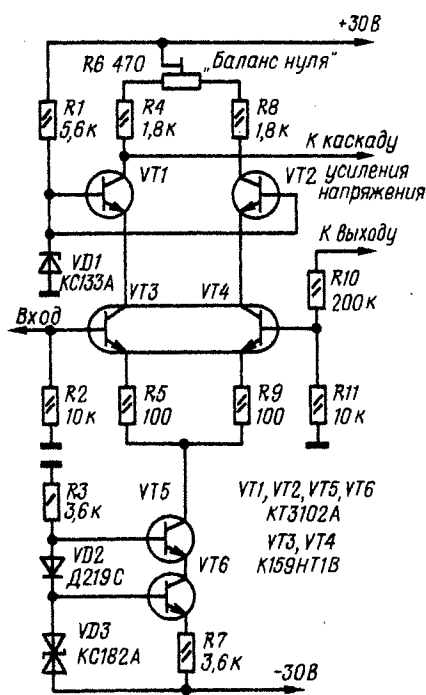 +30В
R6 470 „Баланс нуля"
R1
5,6к
R4
1,8к
R8
1,8к
К каскаду
усиления
напряжения
VT1
VT2
К выходу
VD1
КС133А
VT3
VT4
R10
200к
Вход
R2
10к
R5
100
R9
100
R11
10к
R3
3,6к
VT5
VT1, VT2, VT5, VT6
КТ3102А
VT3, VT4
К159НТ1В
VD2
Д219С
VT6
VD3
КС182А
R7
3,6к
-30В